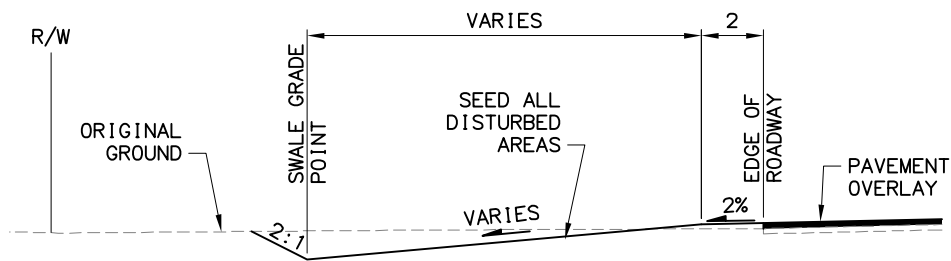 VARIES
2
R/W
SWALE GRADE
POINT
SEED ALL
DISTURBED
AREAS
EDGE OF
ROADWAY
ORIGINAL
GROUND
PAVEMENT
OVERLAY
2%
VARIES
2:1